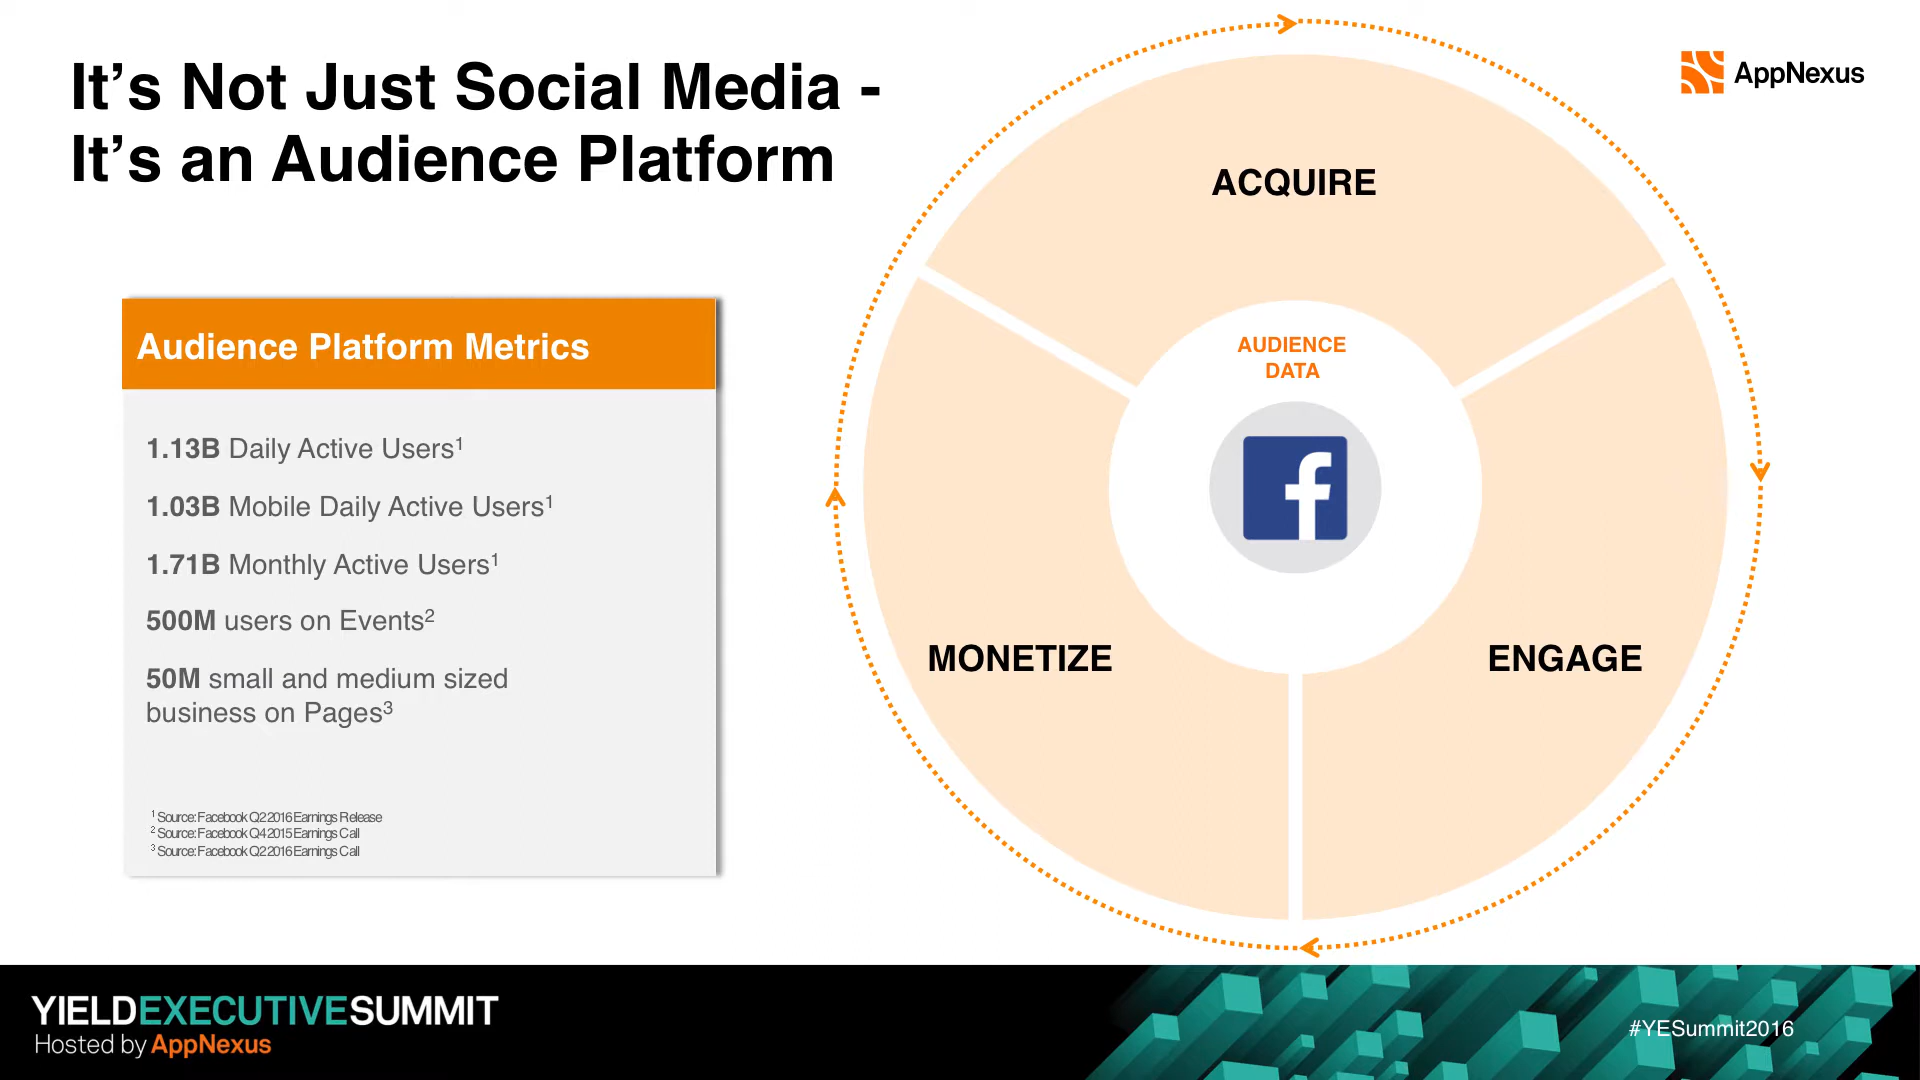 It’s Not Just Social Media -
It’s an Audience Platform
AppNexus
Audience Platform Metrics
1.13B Daily Active Users¹
1.03B Mobile Daily Active Users¹
1.71B Monthly Active Users¹
500M users on Events²
50M small and medium sized
business on Pages³
¹ Source: Facebook Q2 2016 Earnings Release
² Source: Facebook Q4 2015 Earnings Call
³ Source: Facebook Q2 2016 Earnings Call
ACQUIRE
AUDIENCE
DATA
f
MONETIZE
ENGAGE
YIELDEXECUTIVESUMMIT
Hosted by AppNexus
#YESummit2016